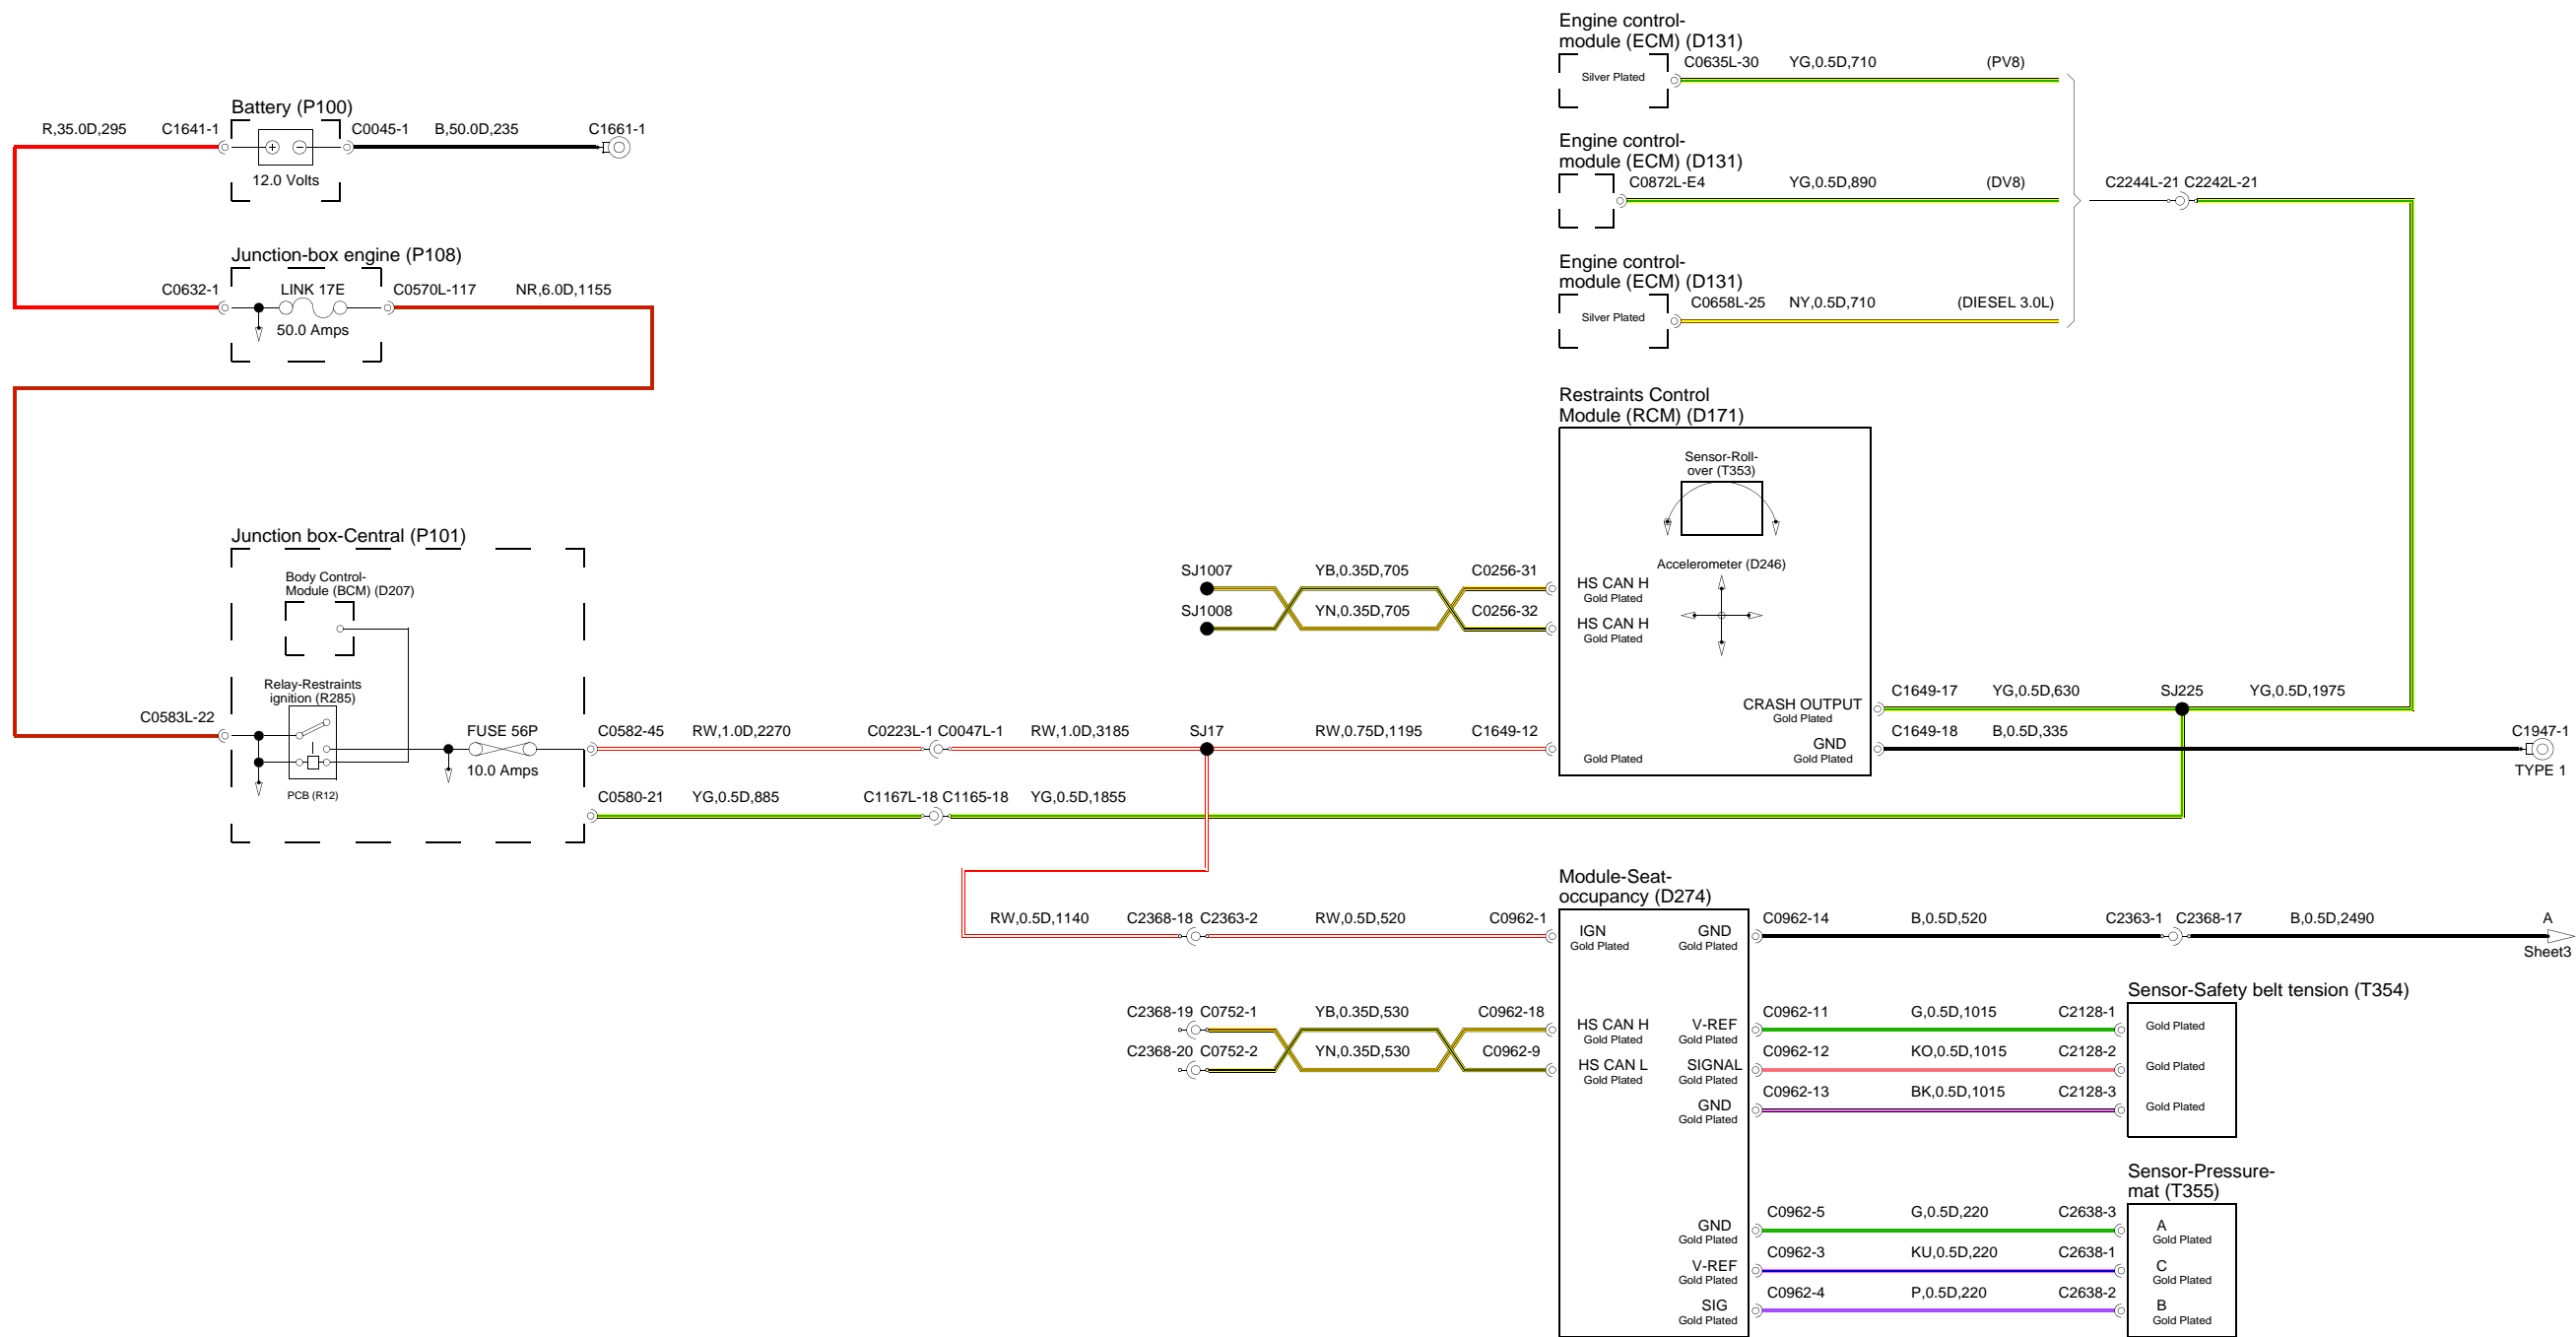 Engine control-
module (ECM) (D131)
Silver Plated
C0635L-30 YG,0.5D,710 (PV8)
Battery (P100)
R,35.0D,295 C1641-1 C0045-1 B,50.0D,235 C1661-1
12.0 Volts
Engine control-
module (ECM) (D131)
C0872L-E4 YG,0.5D,890 (DV8) C2244L-21 C2242L-21
Junction-box engine (P108)
C0632-1 LINK 17E C0570L-117 NR,6.0D,1155
50.0 Amps
Engine control-
module (ECM) (D131)
C0658L-25 NY,0.5D,710 (DIESEL 3.0L)
Silver Plated
Restraints Control
Module (RCM) (D171)
Sensor-Roll-
over (T353)
Accelerometer (D246)
SJ1007 YB,0.35D,705 C0256-31
HS CAN H
Gold Plated
SJ1008 YN,0.35D,705 C0256-32
HS CAN H
Gold Plated
Junction box-Central (P101)
Body Control-
Module (BCM) (D207)
Relay-Restraints
ignition (R285)
C0583L-22
PCB (R12)
FUSE 56P
10.0 Amps
C0582-45 RW,1.0D,2270 C0223L-1 C0047L-1 RW,1.0D,3185 SJ17 RW,0.75D,1195 C1649-12
Gold Plated
CRASH OUTPUT
Gold Plated
C1649-17 YG,0.5D,630 SJ225 YG,0.5D,1975
GND
Gold Plated
C1649-18 B,0.5D,335 C1947-1
TYPE 1
C0580-21 YG,0.5D,885 C1167L-18 C1165-18 YG,0.5D,1855
Module-Seat-
occupancy (D274)
RW,0.5D,1140 C2368-18 C2363-2 RW,0.5D,520 C0962-1
IGN
Gold Plated
GND
Gold Plated
C0962-14 B,0.5D,520 C2363-1 C2368-17 B,0.5D,2490 A
Sheet3
C2368-19 C0752-1 YB,0.35D,530 C0962-18
HS CAN H
Gold Plated
C2368-20 C0752-2 YN,0.35D,530 C0962-9
HS CAN L
Gold Plated
Sensor-Safety belt tension (T354)
V-REF
Gold Plated
C0962-11 G,0.5D,1015 C2128-1
Gold Plated
SIGNAL
Gold Plated
C0962-12 KO,0.5D,1015 C2128-2
Gold Plated
GND
Gold Plated
C0962-13 BK,0.5D,1015 C2128-3
Gold Plated
Sensor-Pressure-
mat (T355)
GND
Gold Plated
C0962-5 G,0.5D,220 C2638-3
A
Gold Plated
V-REF
Gold Plated
C0962-3 KU,0.5D,220 C2638-1
C
Gold Plated
SIG
Gold Plated
C0962-4 P,0.5D,220 C2638-2
B
Gold Plated